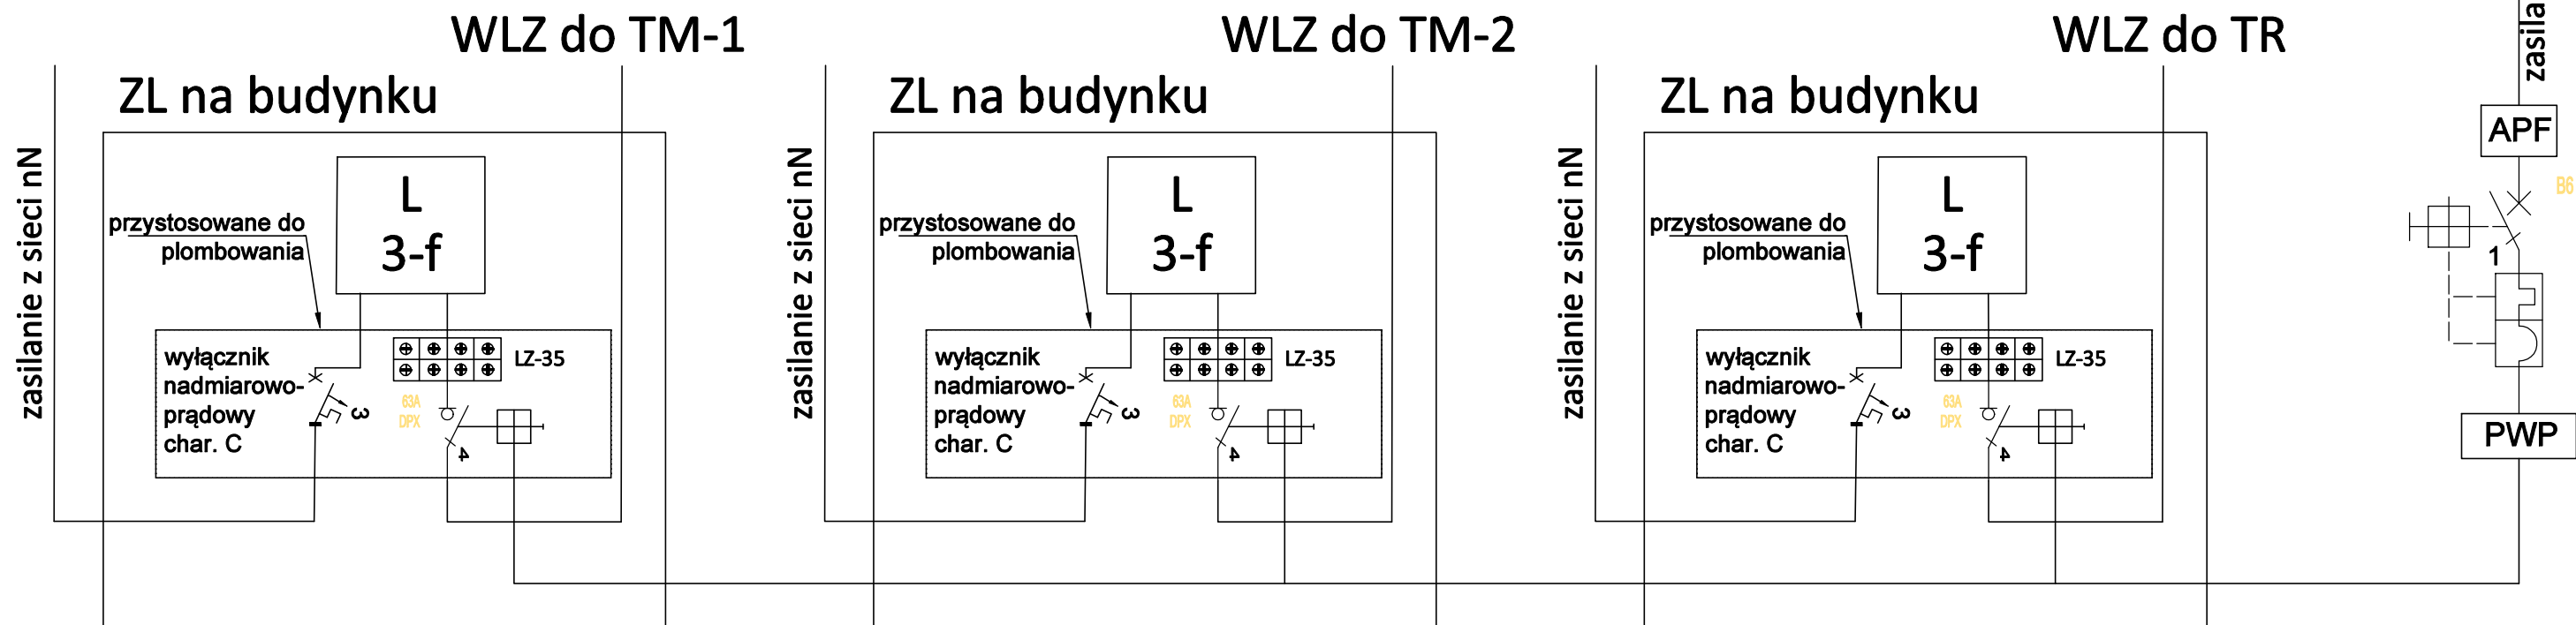 WLZ do TM-1
ZL na budynku
zasilanie z sieci nN
L
3-f
przystosowane do
plombowania
wyłącznik
nadmiarowo-
prądowy
char. C
3
LZ-35
63A
DPX
4
WLZ do TM-2
ZL na budynku
zasilanie z sieci nN
L
3-f
przystosowane do
plombowania
wyłącznik
nadmiarowo-
prądowy
char. C
3
LZ-35
63A
DPX
4
WLZ do TR
ZL na budynku
zasilanie z sieci nN
L
3-f
przystosowane do
plombowania
wyłącznik
nadmiarowo-
prądowy
char. C
3
LZ-35
63A
DPX
4
zasila
APF
B6
1
PWP